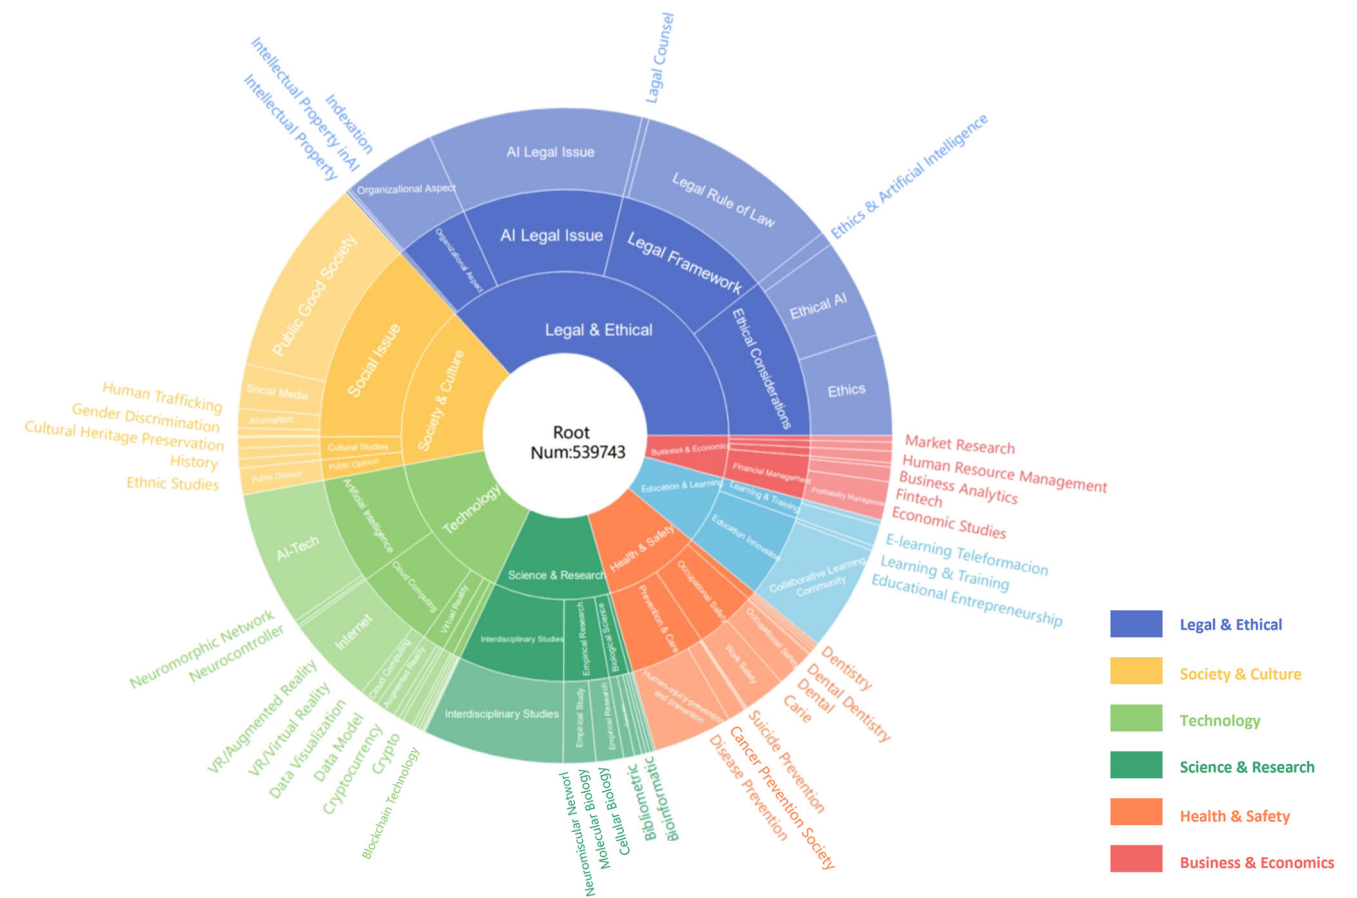 Root
Num:539743
Legal & Ethical
AI Legal Issue
Legal Framework
Ethical Considerations
Organizational Aspect
Organizational Aspect
AI Legal Issue
Legal Rule of Law
Ethical AI
Ethics
Intellectual Property
Intellectual Property inAI
Indexation
Lagal Counsel
Ethics & Artificial Intelligence
Business & Economics
Financial Management
Market Research
Human Resource Management
Business Analytics
Fintech
Economic Studies
Education & Learning
Learning & Training
Education Innovation
Collaborative Learning
Community
E-learning Teleformacion
Learning & Training
Educational Entrepreneurship
Health & Safety
Occupational Safety
Prevention & Care
Work Safety
Human-injury-prevention
and prevention
Dentistry
Dental Dentistry
Dental
Carie
Suicide Prevention
Cancer Prevention Society
Disease Prevention
Science & Research
Interdisciplinary Studies
Empirical Research
Biological Science
Interdisciplinary Studies
Empirical Study
Empirical Research
Bioinformatic
Bibliometric
Cellular Biology
Molecular Biology
Neuromiscular Networl
Technology
Artificial Intelligence
Cloud Computing
Virtual Reality
AI-Tech
Internet
Cloud Computing
Augmented Reality
Neuromorphic Network
Neurocontroller
VR/Augmented Reality
VR/Virtual Reality
Data Visualization
Data Model
Cryptocurrency
Crypto
Blockchain Technology
Society & Culture
Social Issue
Cultural Studies
Public Opinion
Public Good Society
Social Media
Journalism
Public Opinion
Human Trafficking
Gender Discrimination
Cultural Heritage Preservation
History
Ethnic Studies
Legal & Ethical
Society & Culture
Technology
Science & Research
Health & Safety
Business & Economics